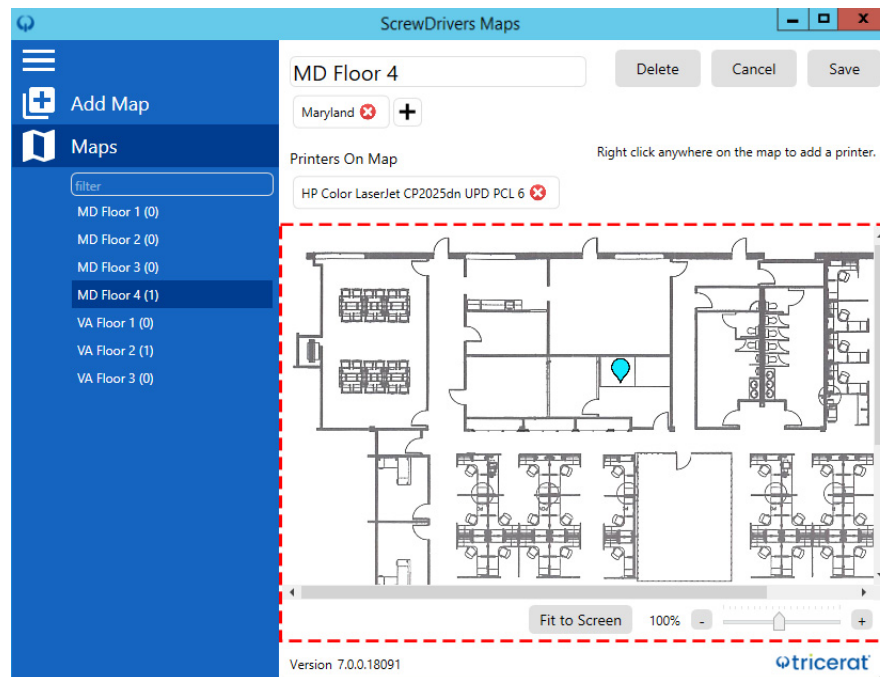 ScrewDrivers Maps
Add Map
Maps
filter
MD Floor 1 (0)
MD Floor 2 (0)
MD Floor 3 (0)
MD Floor 4 (1)
VA Floor 1 (0)
VA Floor 2 (1)
VA Floor 3 (0)
MD Floor 4
Delete Cancel Save
Maryland
Printers On Map
Right click anywhere on the map to add a printer.
HP Color LaserJet CP2025dn UPD PCL 6
Fit to Screen 100% - +
Version 7.0.0.18091
tricerat